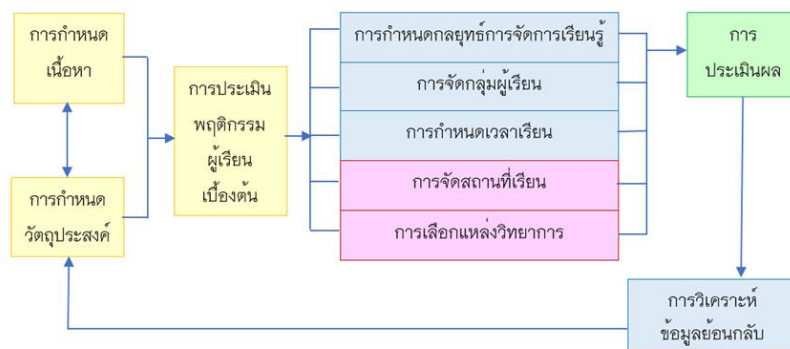 การกำหนด
เนื้อหา
การกำหนด
วัตถุประสงค์
การประเมิน
พฤติกรรม
ผู้เรียน
เบื้องต้น
การกำหนดกลยุทธ์การจัดการเรียนรู้
การจัดกลุ่มผู้เรียน
การกำหนดเวลาเรียน
การจัดสถานที่เรียน
การเลือกแหล่งวิทยาการ
การ
ประเมินผล
การวิเคราะห์
ข้อมูลย้อนกลับ